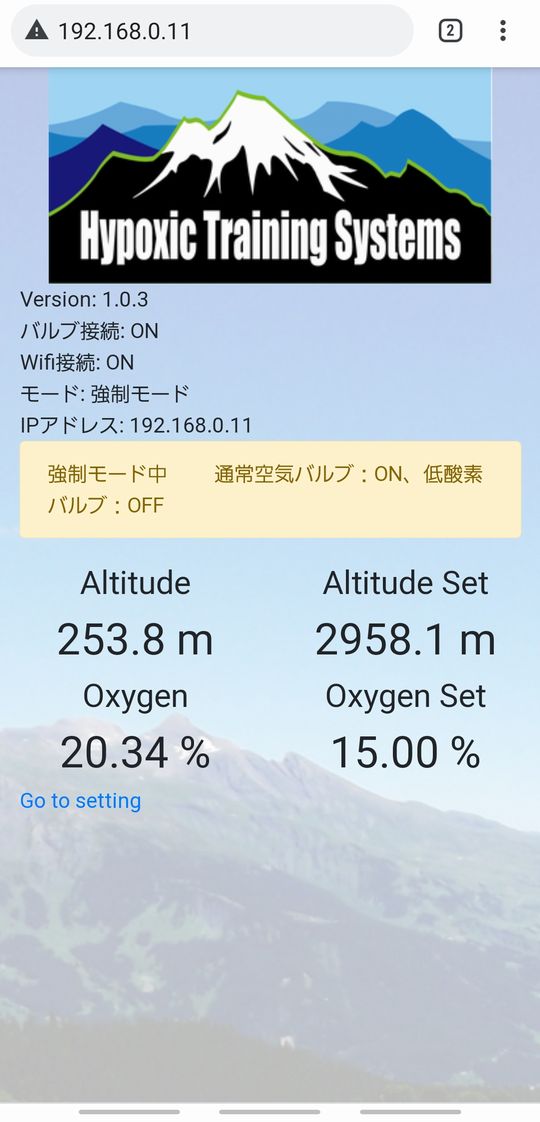 192.168.0.11
2
Hypoxic Training Systems
Version: 1.0.3
バルブ接続: ON
Wifi接続: ON
モード: 強制モード
IPアドレス: 192.168.0.11
強制モード中　　通常空気バルブ：ON、低酸素
バルブ：OFF
Altitude Altitude Set
253.8 m 2958.1 m
Oxygen Oxygen Set
20.34 % 15.00 %
Go to setting